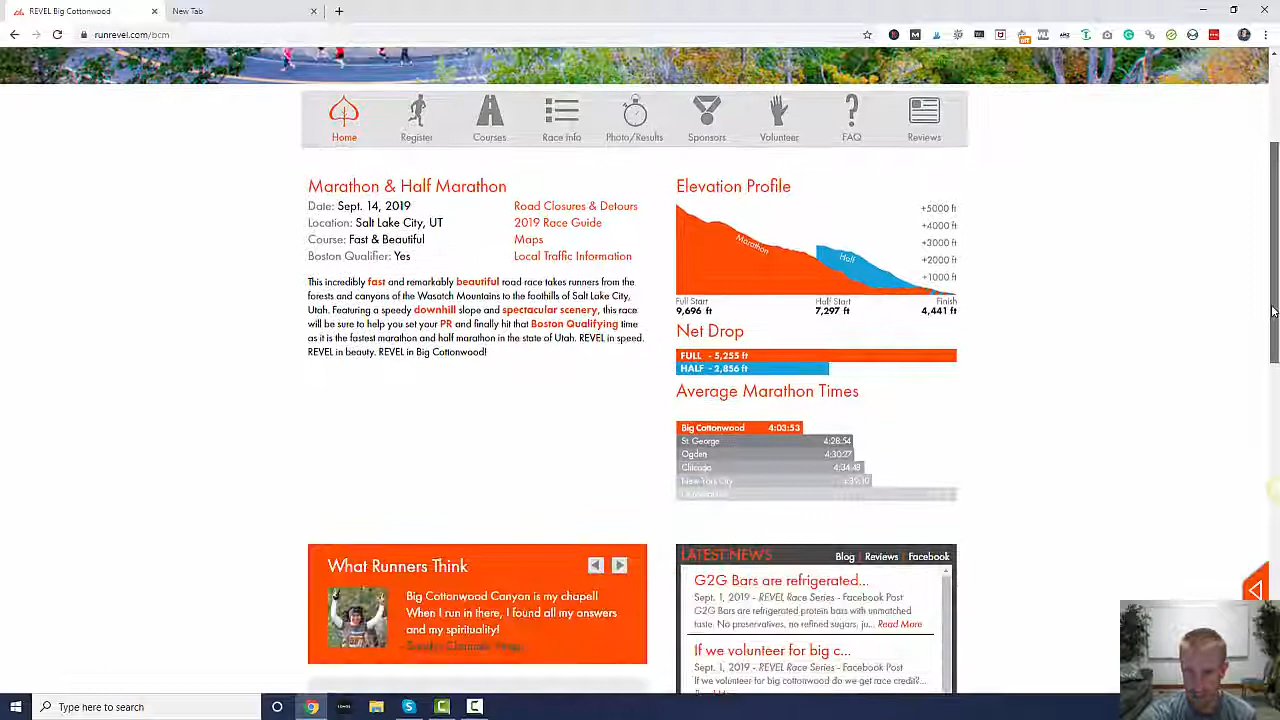 REVEL Big Cottonwood
New Tab
runrevel.com/bcm
Home
Register
Courses
Race Info
Photo/Results
Sponsors
Volunteer
FAQ
Reviews
Marathon & Half Marathon
Date: Sept. 14, 2019
Location: Salt Lake City, UT
Course: Fast & Beautiful
Boston Qualifier: Yes
Road Closures & Detours
2019 Race Guide
Maps
Local Traffic Information
This incredibly fast and remarkably beautiful road race takes runners from the
forests and canyons of the Wasatch Mountains to the foothills of Salt Lake City,
Utah. Featuring a speedy downhill slope and spectacular scenery, this race
will be sure to help you set your PR and finally hit that Boston Qualifying time
as it is the fastest marathon and half marathon in the state of Utah. REVEL in speed.
REVEL in beauty. REVEL in Big Cottonwood!
Elevation Profile
+5000 ft
+4000 ft
+3000 ft
+2000 ft
+1000 ft
Marathon
Half
Full Start
9,696 ft
Half Start
7,297 ft
Finish
4,441 ft
Net Drop
FULL - 5,255 ft
HALF - 2,856 ft
Average Marathon Times
Big Cottonwood 4:03:53
St. George 4:28:54
Ogden 4:30:27
Chicago 4:34:48
New York City
What Runners Think
Big Cottonwood Canyon is my chapel!
When I run in there, I found all my answers
and my spirituality!
LATEST NEWS
Blog | Reviews | Facebook
G2G Bars are refrigerated...
Sept. 1, 2019 - REVEL Race Series - Facebook Post
G2G Bars are refrigerated protein bars with unmatched
taste. No preservatives, no refined sugars, ju... Read More
If we volunteer for big c...
Sept. 1, 2019 - REVEL Race Series - Facebook Post
If we volunteer for big cottonwood do we get race credit?...
Type here to search